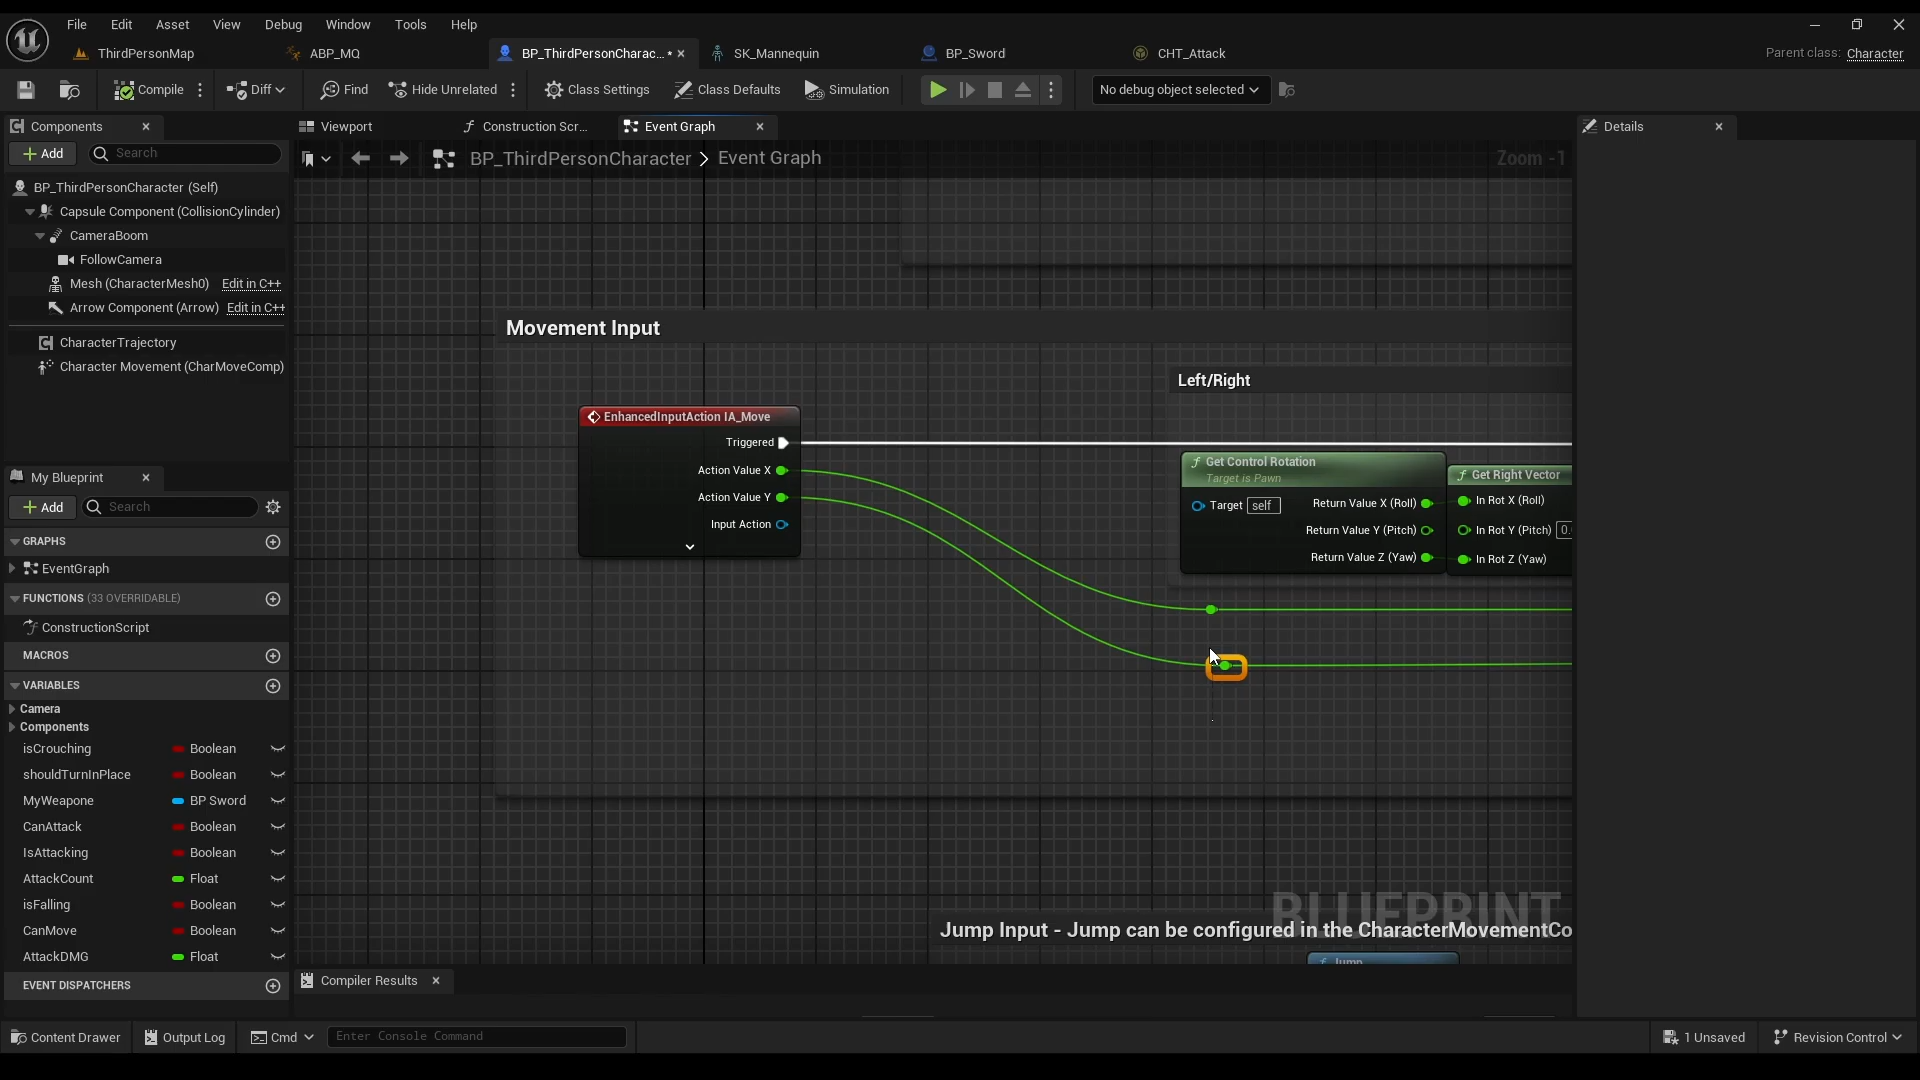 File Edit Asset View Debug Window Tools Help
ThirdPersonMap ABP_MQ BP_ThirdPersonCharac... • SK_Mannequin BP_Sword CHT_Attack Parent class: Character
Compile Diff Find Hide Unrelated Class Settings Class Defaults Simulation No debug object selected
Components Viewport Construction Scr... Event Graph Details
Add Search BP_ThirdPersonCharacter > Event Graph Zoom -1
BP_ThirdPersonCharacter (Self)
Capsule Component (CollisionCylinder)
CameraBoom
FollowCamera
Mesh (CharacterMesh0) Edit in C++
Arrow Component (Arrow) Edit in C++
CharacterTrajectory
Character Movement (CharMoveComp)
Movement Input
Left/Right
EnhancedInputAction IA_Move
Triggered
Action Value X
Action Value Y
Input Action
Get Control Rotation
Target is Pawn
Target self Return Value X (Roll)
Return Value Y (Pitch)
Return Value Z (Yaw)
Get Right Vector
In Rot X (Roll)
In Rot Y (Pitch) 0.
In Rot Z (Yaw)
My Blueprint
Add Search
GRAPHS
EventGraph
FUNCTIONS (33 OVERRIDABLE)
ConstructionScript
MACROS
VARIABLES
Camera
Components
isCrouching Boolean
shouldTurnInPlace Boolean
MyWeapone BP Sword
CanAttack Boolean
IsAttacking Boolean
AttackCount Float
isFalling Boolean
CanMove Boolean
AttackDMG Float
EVENT DISPATCHERS
BLUEPRINT
Jump Input - Jump can be configured in the CharacterMovementCo
Jump
Compiler Results
Content Drawer Output Log Cmd Enter Console Command 1 Unsaved Revision Control